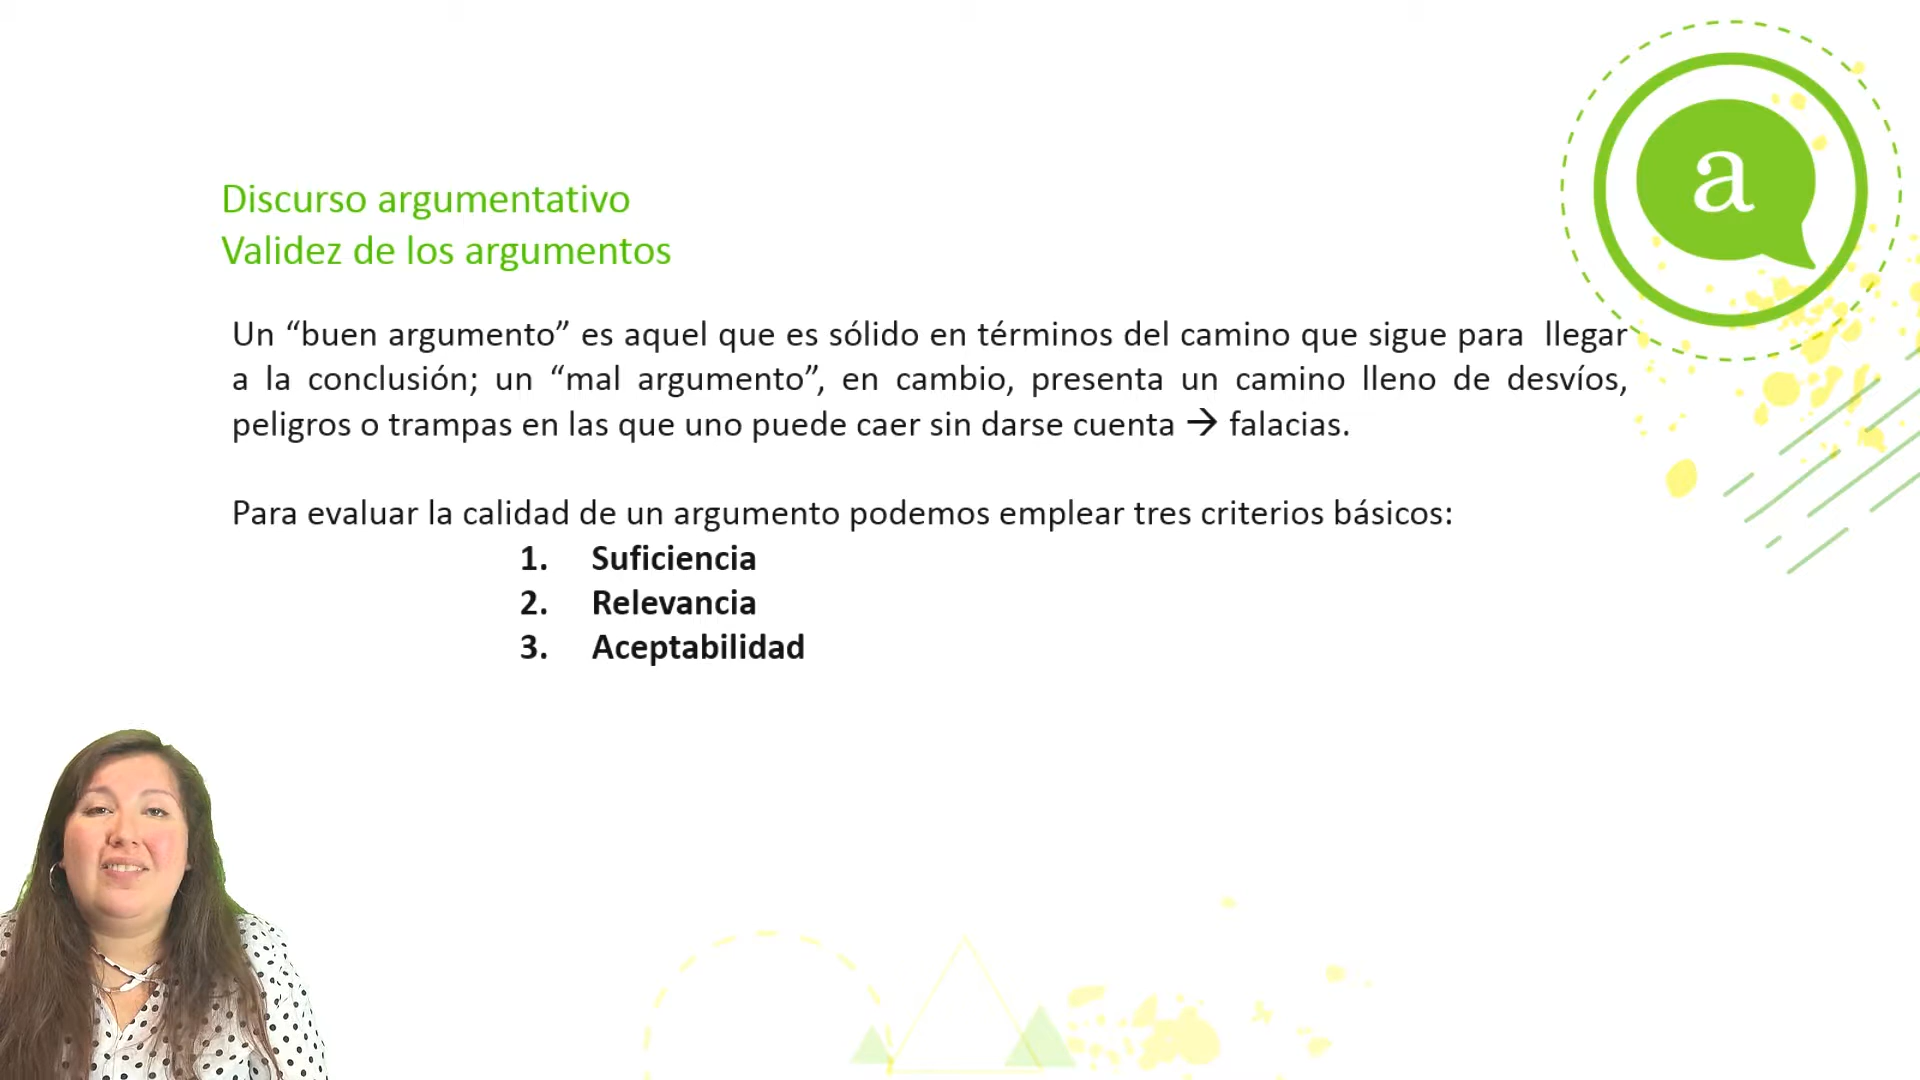 a
Discurso argumentativo
Validez de los argumentos
Un “buen argumento” es aquel que es sólido en términos del camino que sigue para llegar
a la conclusión; un “mal argumento”, en cambio, presenta un camino lleno de desvíos,
peligros o trampas en las que uno puede caer sin darse cuenta → falacias.
Para evaluar la calidad de un argumento podemos emplear tres criterios básicos:
1. Suficiencia
2. Relevancia
3. Aceptabilidad